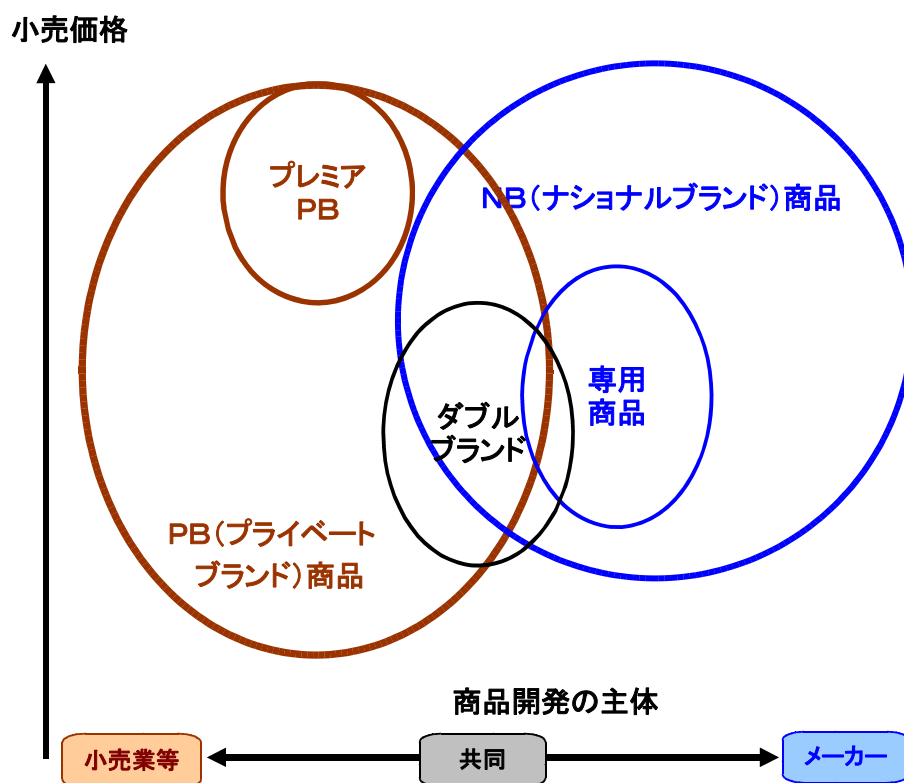 小売価格
プレミア
PB
NB(ナショナルブランド)商品
専用
商品
ダブル
ブランド
PB(プライベート
ブランド)商品
商品開発の主体
小売業等
共同
メーカー